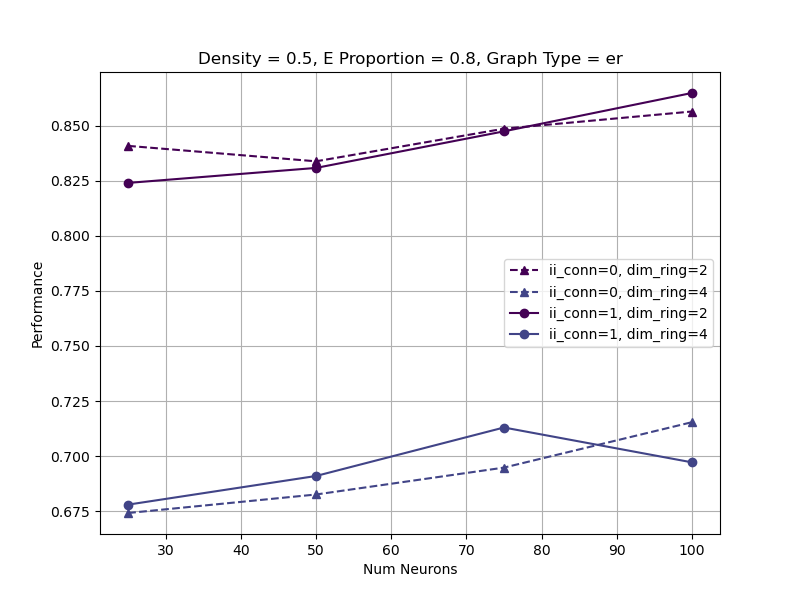 Density = 0.5, E Proportion = 0.8, Graph Type = er
Performance
0.850
0.825
0.800
0.775
0.750
0.725
0.700
0.675
ii_conn=0, dim_ring=2
ii_conn=0, dim_ring=4
ii_conn=1, dim_ring=2
ii_conn=1, dim_ring=4
30 40 50 60 70 80 90 100
Num Neurons